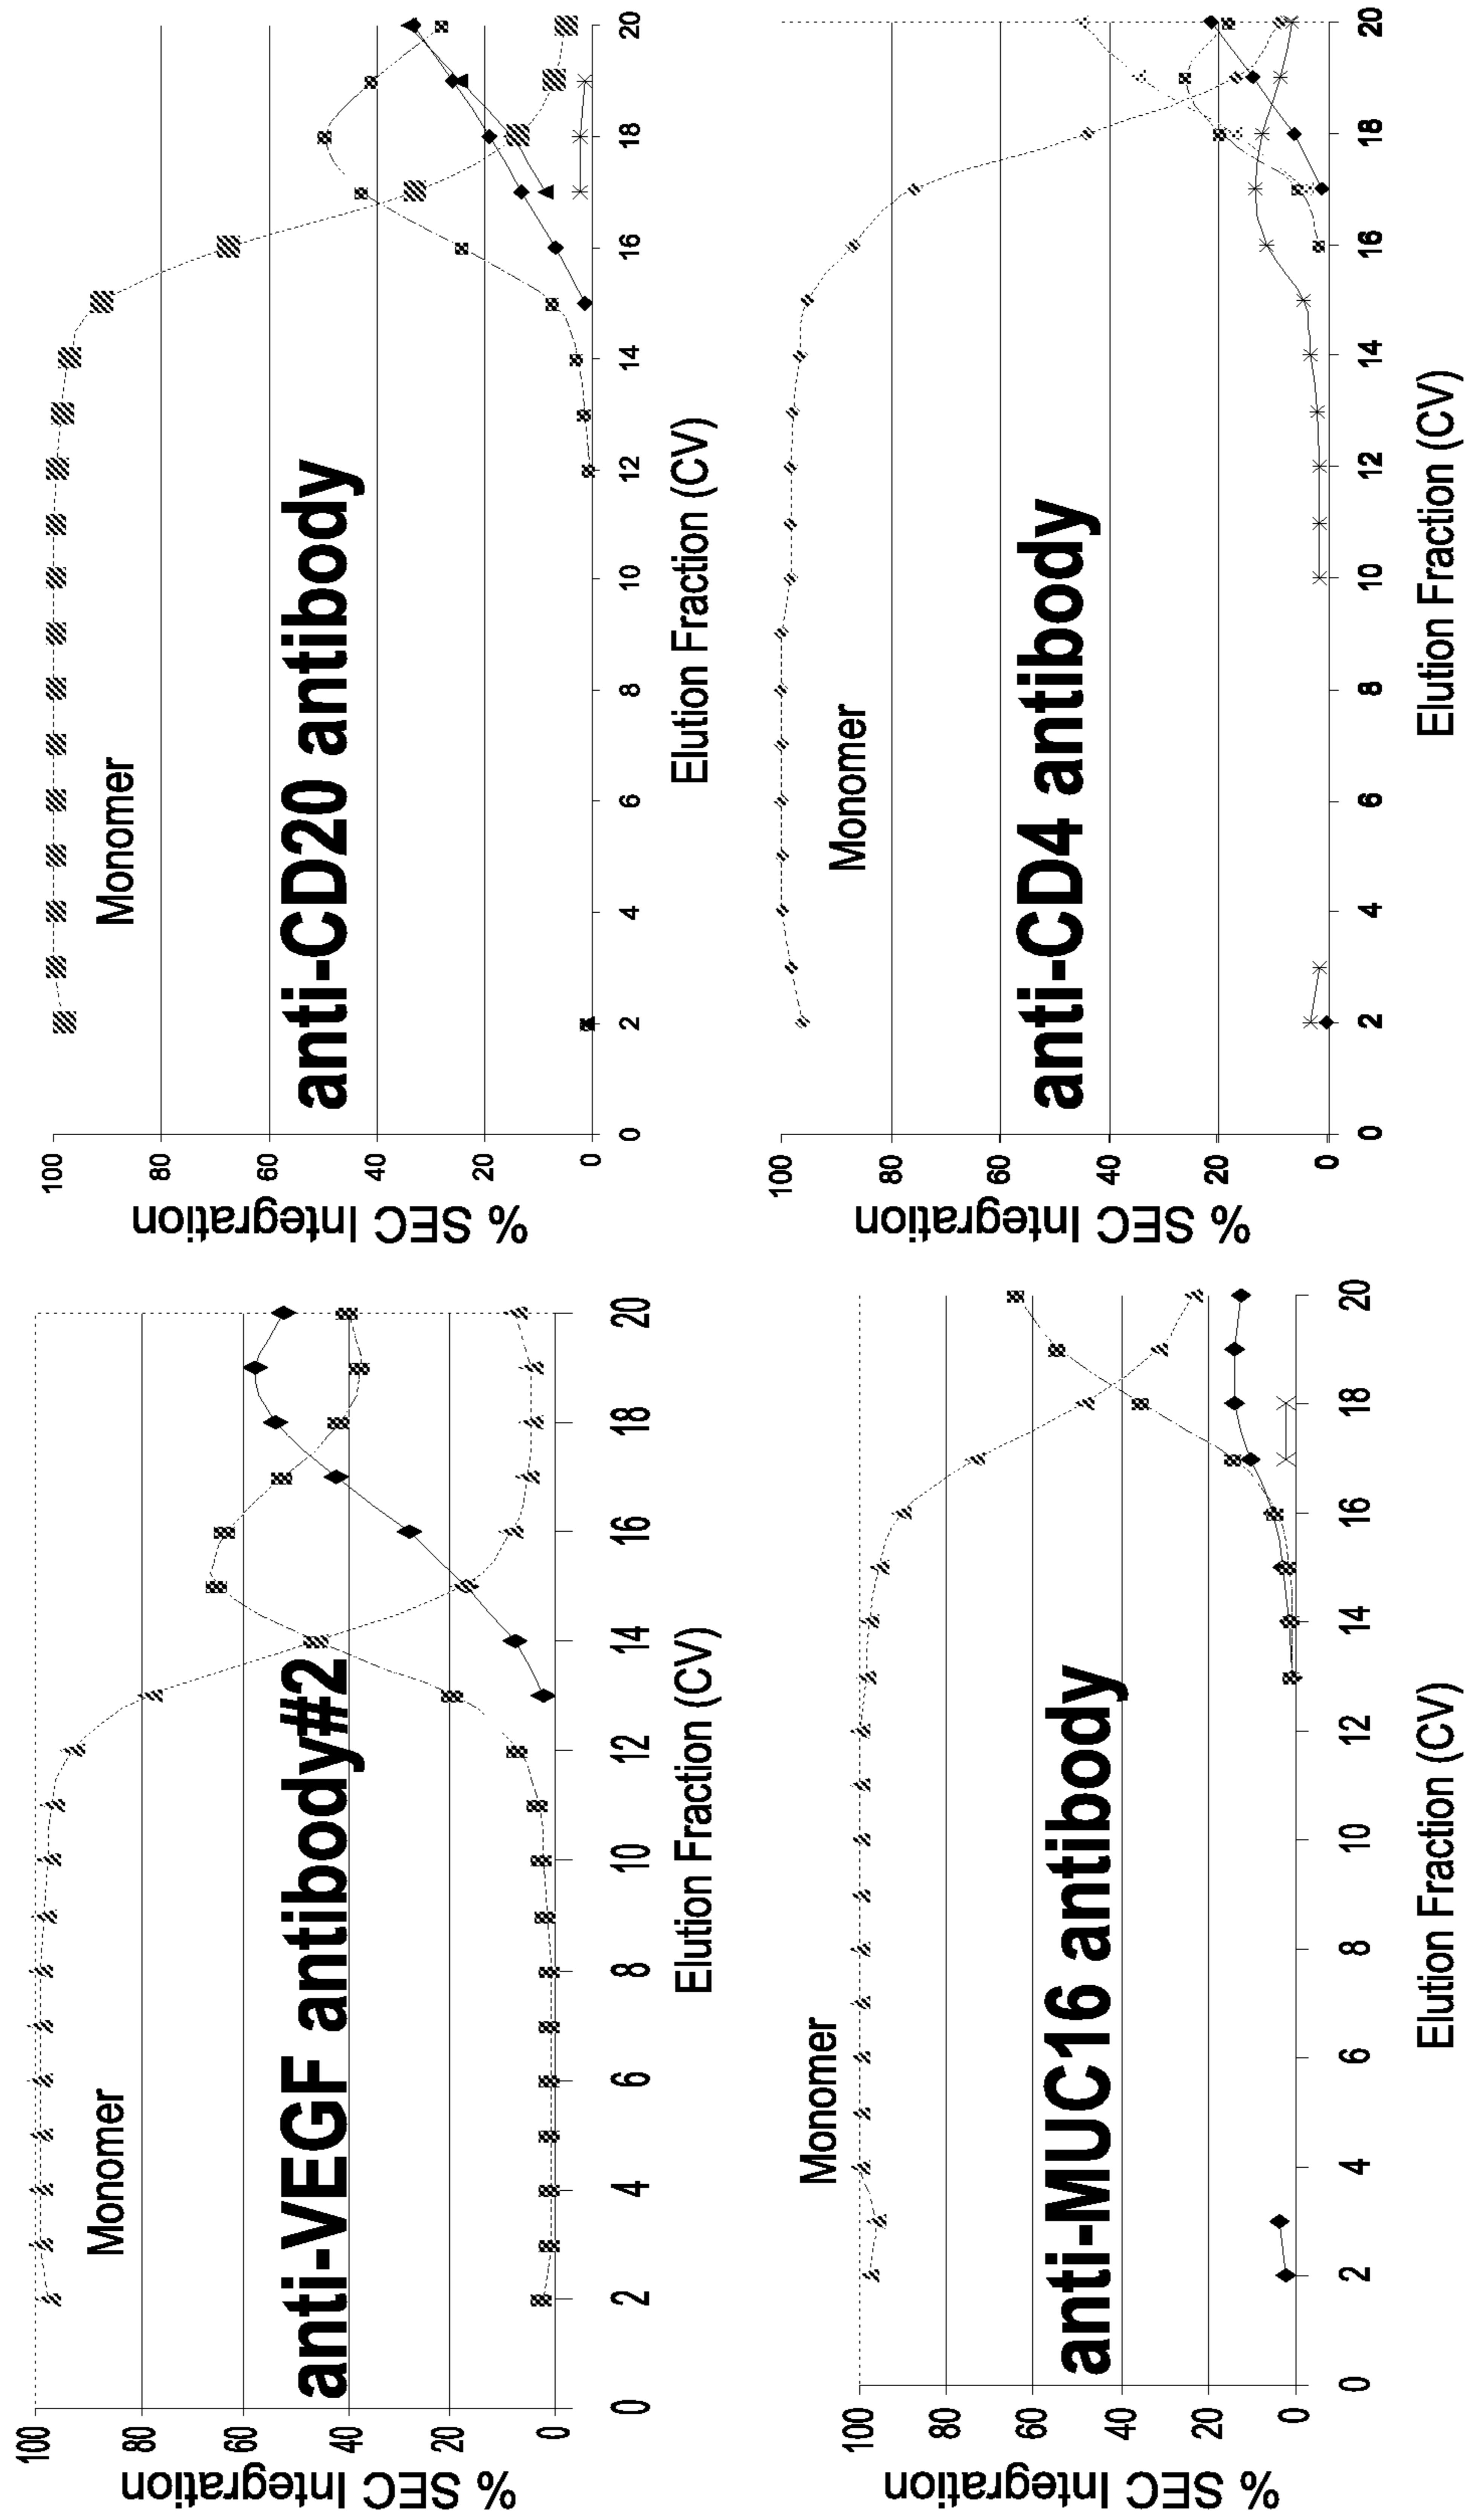 100
80
60
40
20
0
% SEC Integration
Monomer
anti-VEGF antibody#2
0 2 4 6 8 10 12 14 16 18 20
Elution Fraction (CV)
100
80
60
40
20
0
% SEC Integration
Monomer
anti-CD20 antibody
0 2 4 6 8 10 12 14 16 18 20
Elution Fraction (CV)
100
80
60
40
20
0
% SEC Integration
Monomer
anti-MUC16 antibody
0 2 4 6 8 10 12 14 16 18 20
Elution Fraction (CV)
100
80
60
40
20
0
% SEC Integration
Monomer
anti-CD4 antibody
0 2 4 6 8 10 12 14 16 18 20
Elution Fraction (CV)